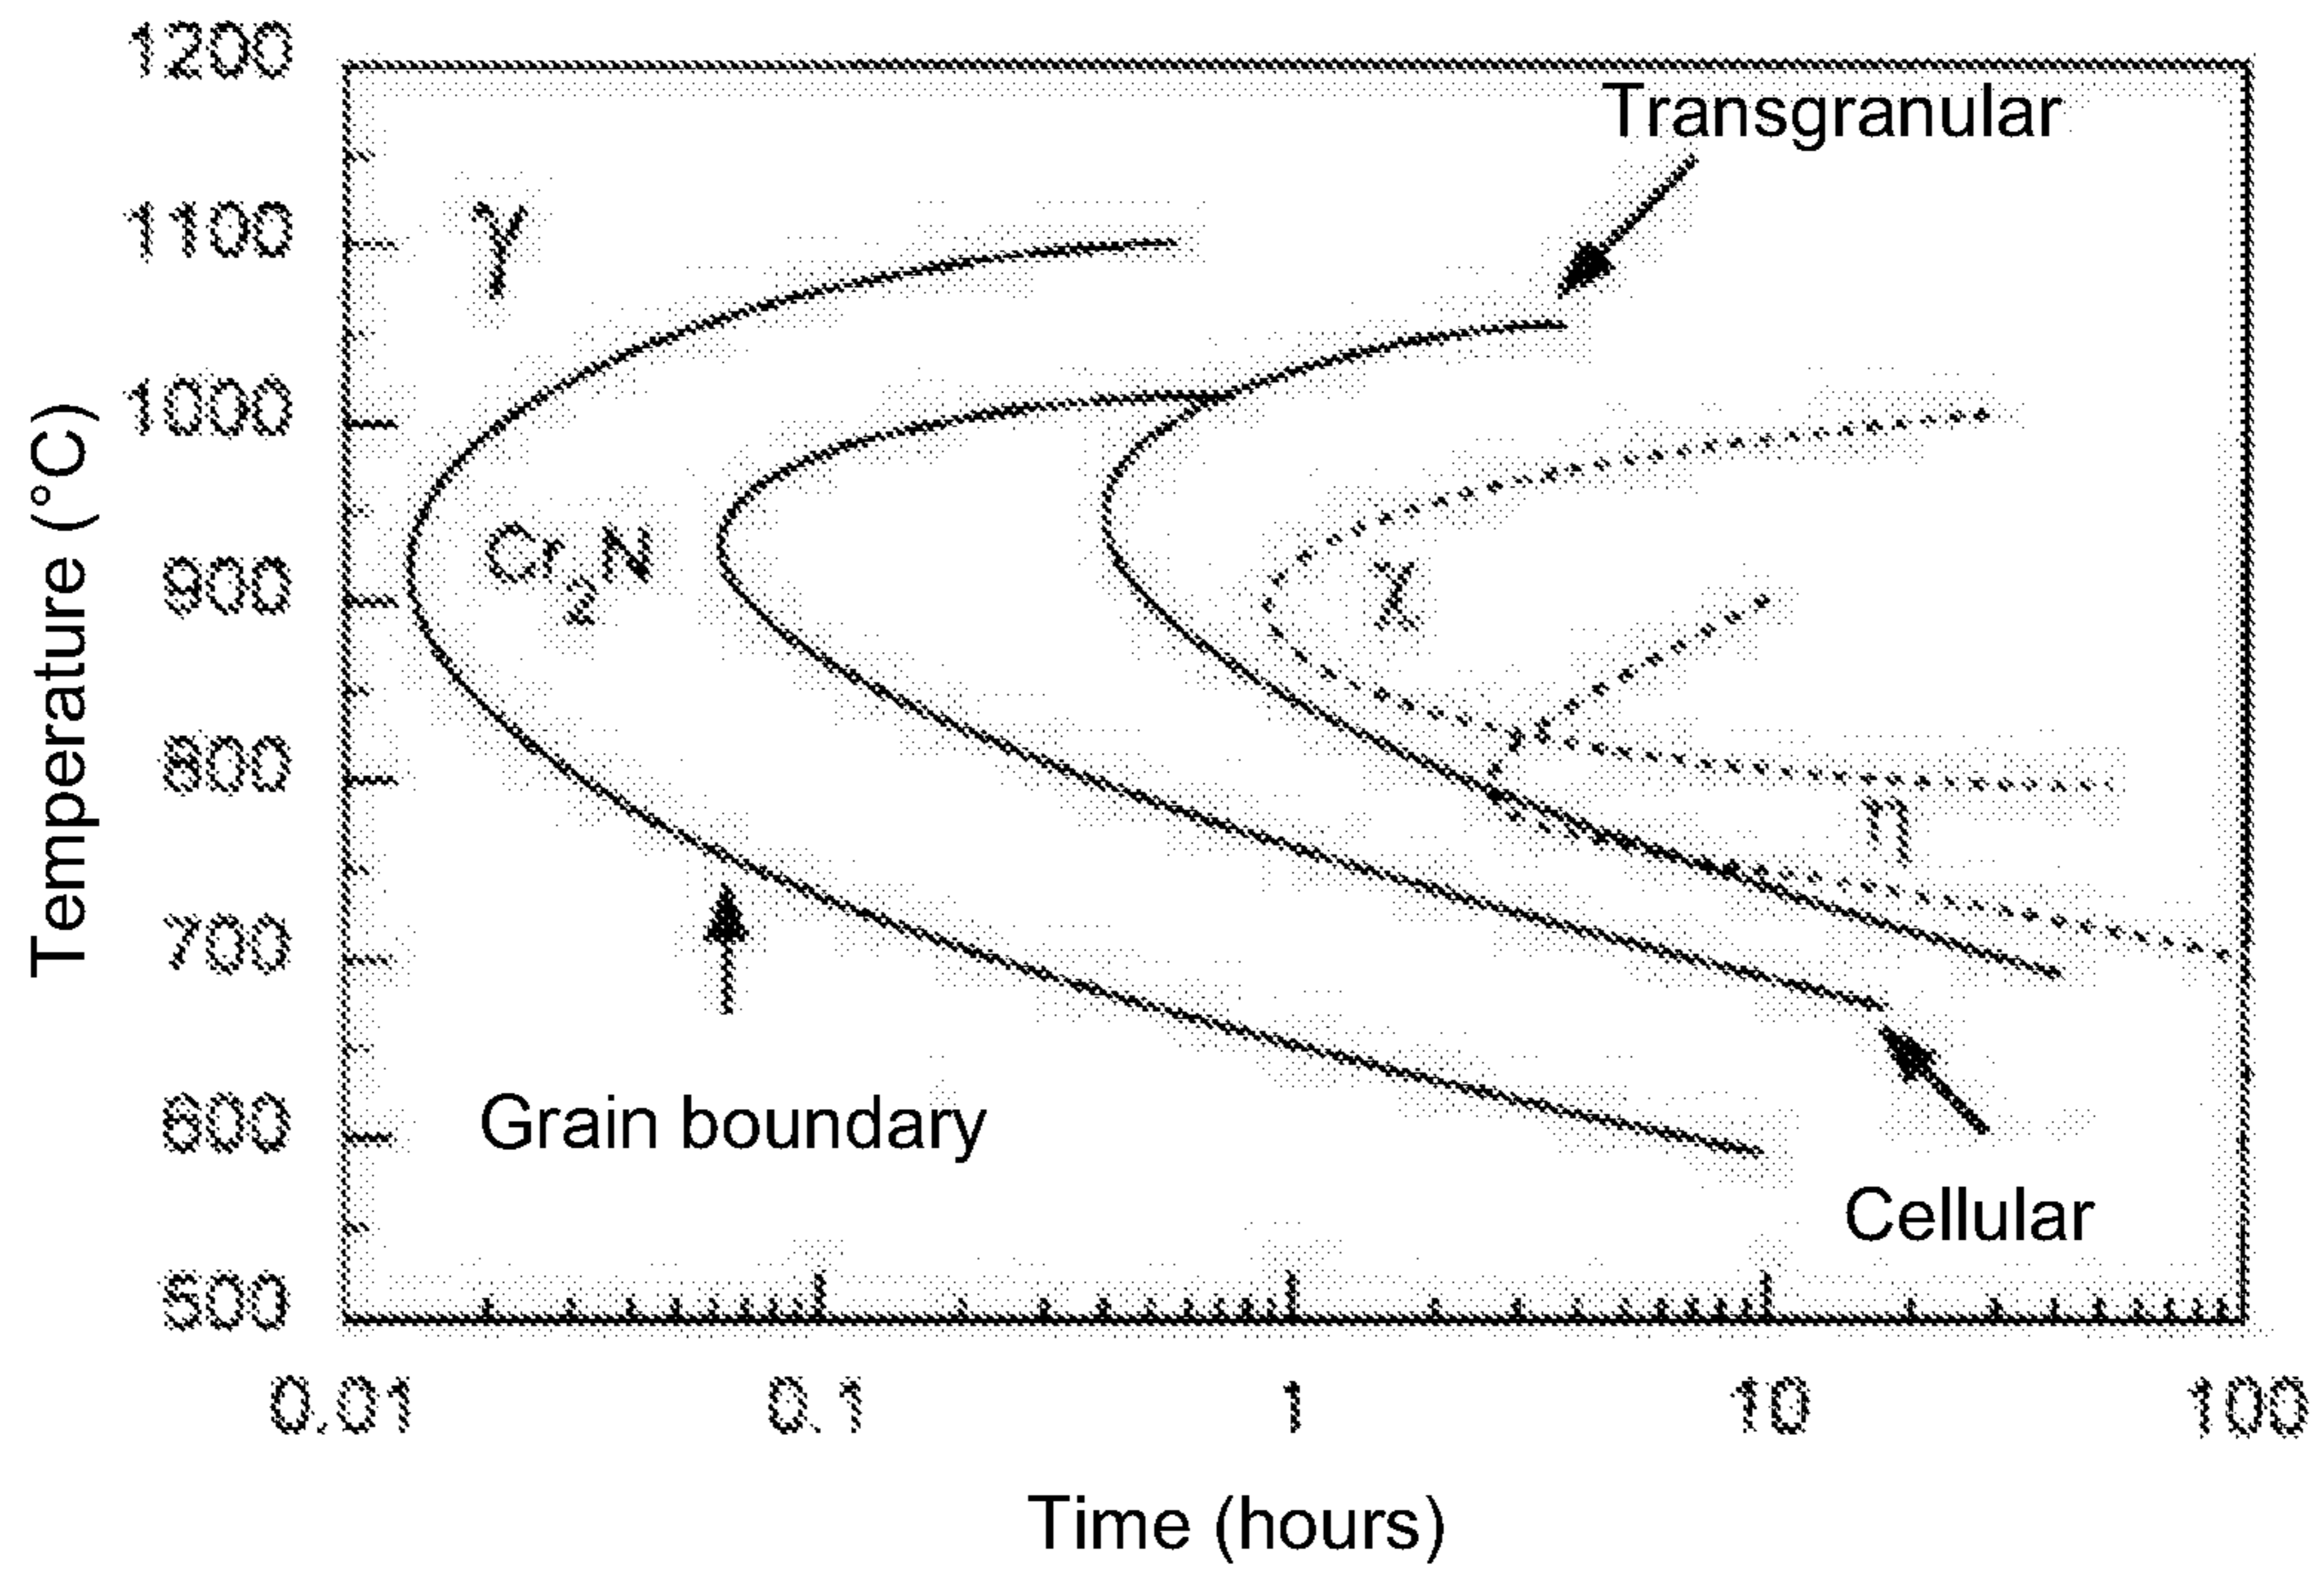 1200
Transgranular
γ
1100
1000
Cr₂N
χ
900
800
η
700
Grain boundary
600
Cellular
500
Temperature (°C)
0.01 0.1 1 10 100
Time (hours)